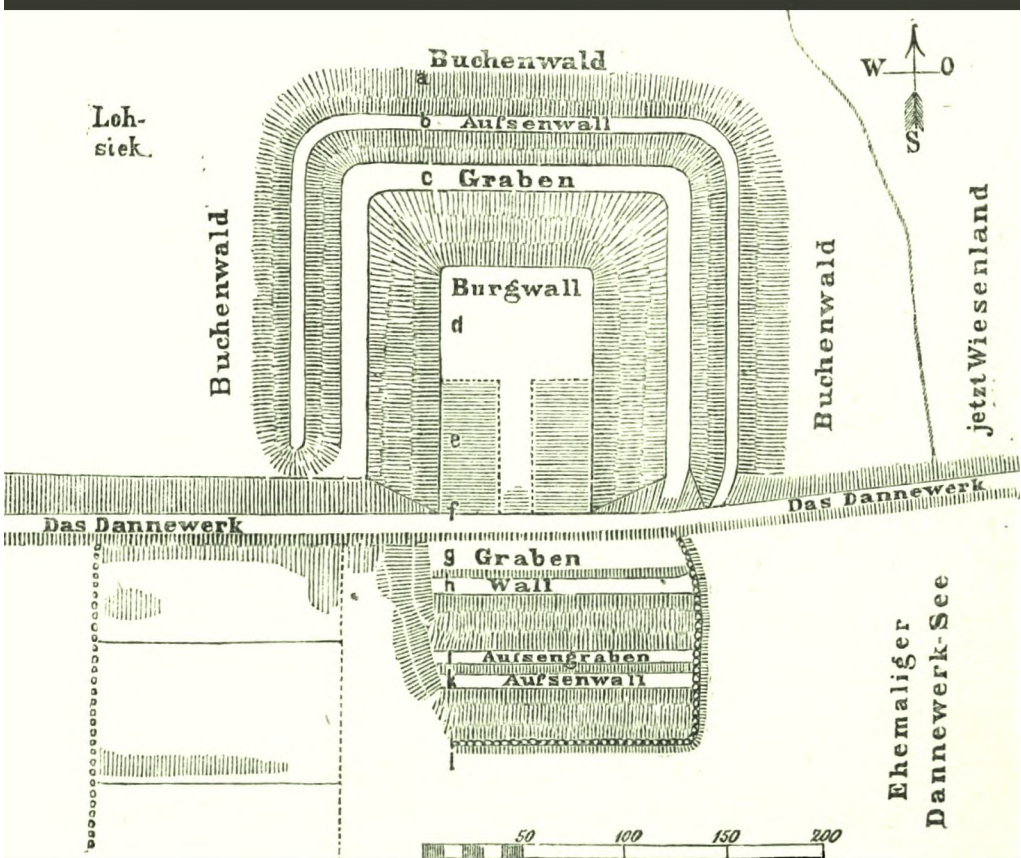 Buchenwald
a
W O
S
Loh-
siek.
b Aufsenwall
c Graben
Buchenwald
Burgwall
d
Buchenwald
jetzt Wiesenland
e
f
Das Dannewerk
Das Dannewerk
g Graben
h Wall
i Aufsengraben
k Aufsenwall
l
Ehemaliger
Dannewerk-See
50 100 150 200